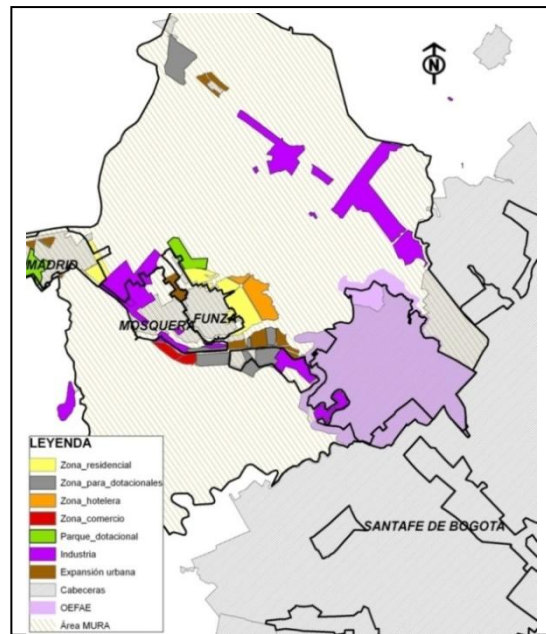 N
MADRID
MOSQUERA
FUNZA
SANTAFE DE BOGOTA
LEYENDA
Zona_residencial
Zona_para_dotacionales
Zona_hotelera
Zona_comercio
Parque_dotacional
Industria
Expansión urbana
Cabeceras
OEFAE
Área MURA